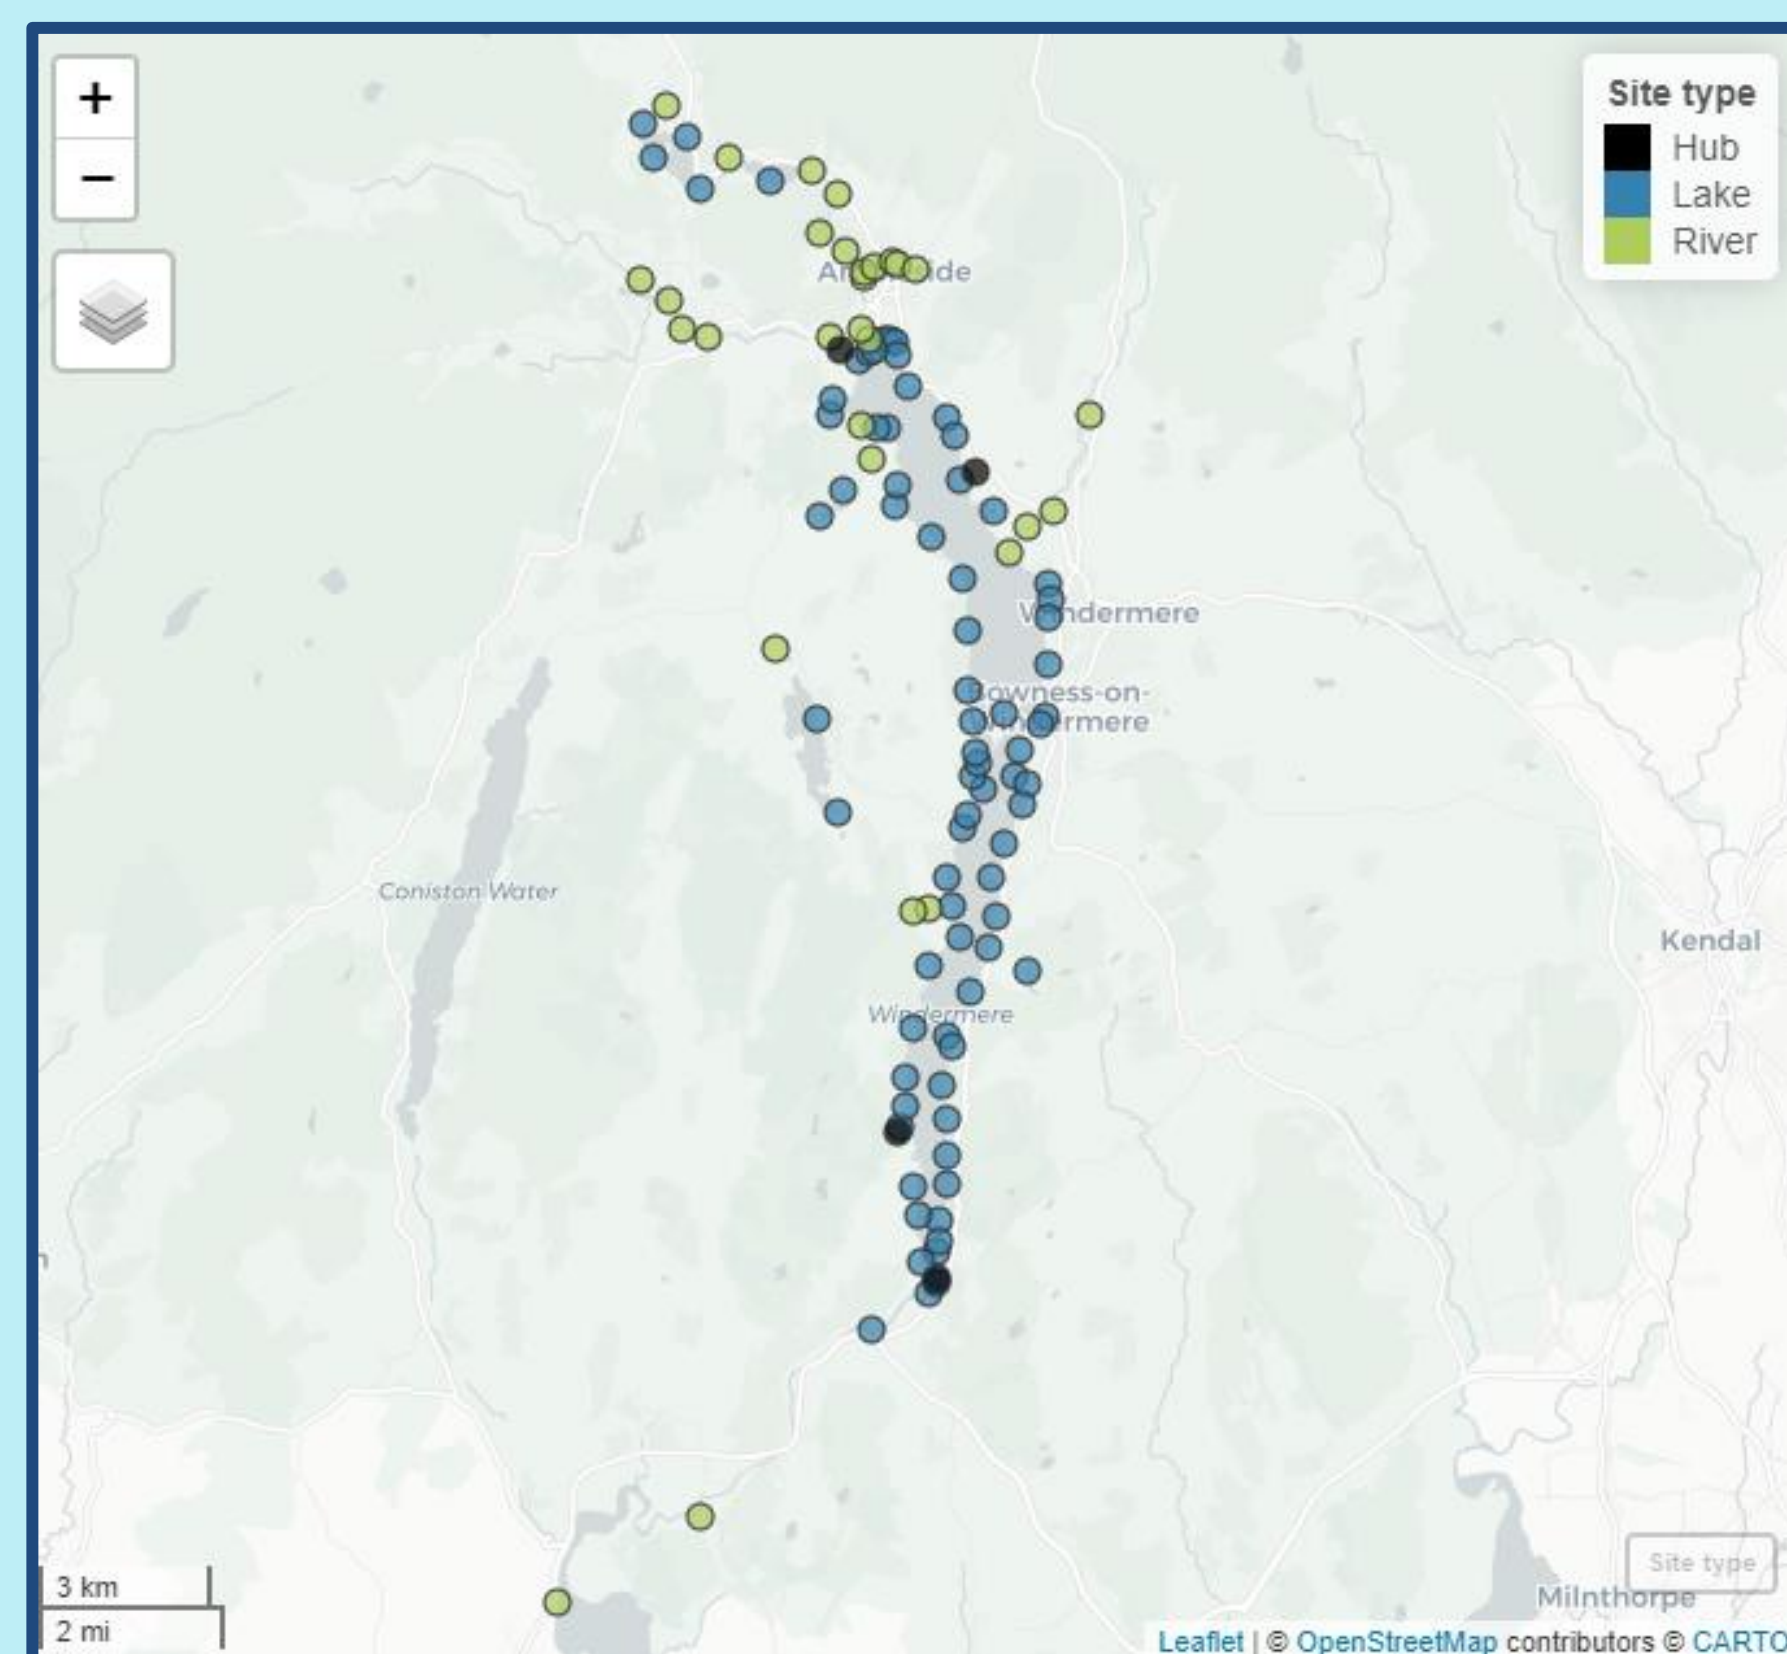 +
Site type
Hub
−
Lake
River
Windermere
Coniston Water
Kendal
Windermere
Site type
3 km
Milnthorpe
2 mi
Leaflet | © OpenStreetMap contributors © CARTO